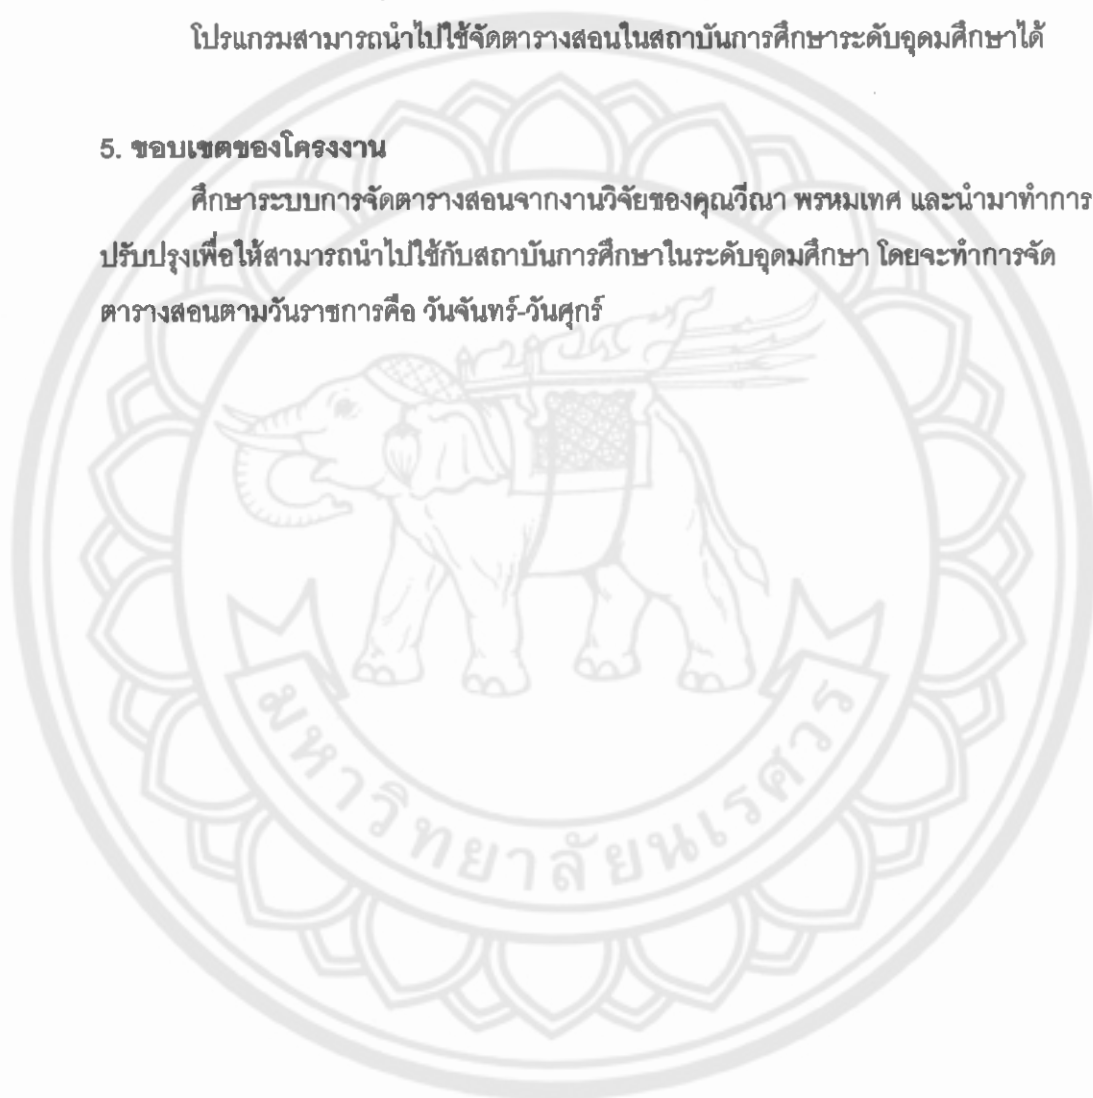 โปรแกรมสามารถนำไปใช้จัดตารางสอนในสถาบันการศึกษาระดับอุดมศึกษาได้
5. ขอบเขตของโครงงาน
ศึกษาระบบการจัดตารางสอนจากงานวิจัยของคุณวีณา พรหมเทศ และนำมาทำการ
ปรับปรุงเพื่อให้สามารถนำไปใช้กับสถาบันการศึกษาในระดับอุดมศึกษา โดยจะทำการจัด
ตารางสอนตามวันราชการคือ วันจันทร์-วันศุกร์
มหาวิทยาลัยนเรศวร